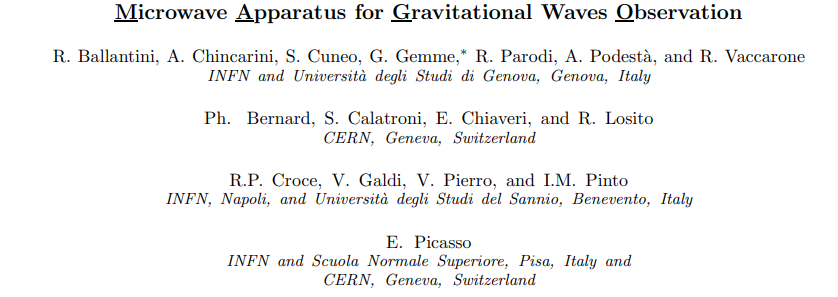 Microwave Apparatus for Gravitational Waves Observation
R. Ballantini, A. Chincarini, S. Cuneo, G. Gemme,* R. Parodi, A. Podestà, and R. Vaccarone
INFN and Università degli Studi di Genova, Genova, Italy
Ph. Bernard, S. Calatroni, E. Chiaveri, and R. Losito
CERN, Geneva, Switzerland
R.P. Croce, V. Galdi, V. Pierro, and I.M. Pinto
INFN, Napoli, and Università degli Studi del Sannio, Benevento, Italy
E. Picasso
INFN and Scuola Normale Superiore, Pisa, Italy and
CERN, Geneva, Switzerland